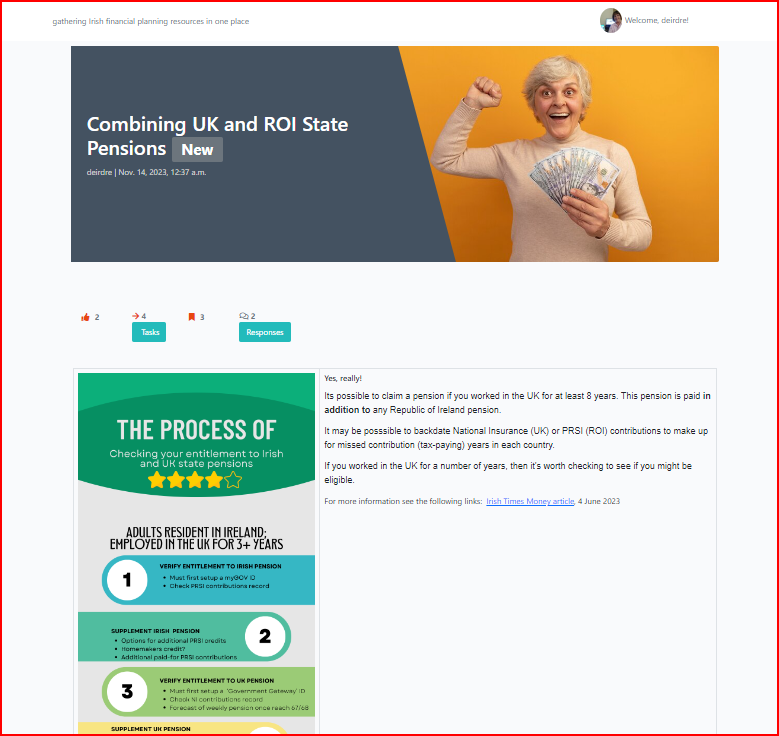 gathering Irish financial planning resources in one place
Welcome, deirdre!
Combining UK and ROI State
Pensions New
deirdre | Nov. 14, 2023, 12:37 a.m.
2
4
3
2
Tasks
Responses
THE PROCESS OF
Checking your entitlement to Irish
and UK state pensions
ADULTS RESIDENT IN IRELAND;
EMPLOYED IN THE UK FOR 3+ YEARS
1
VERIFY ENTITLEMENT TO IRISH PENSION
• Must first setup a myGOV ID
• Check PRSI contributions record
SUPPLEMENT IRISH PENSION
• Options for additional PRSI credits
• Homemakers credit?
• Additional paid-for PRSI contributions
2
3
VERIFY ENTITLEMENT TO UK PENSION
• Must first setup a 'Government Gateway' ID
• Check NI contributions record
• Forecast of weekly pension once reach 67/68
SUPPLEMENT UK PENSION
Yes, really!
Its possible to claim a pension if you worked in the UK for at least 8 years. This pension is paid in
addition to any Republic of Ireland pension.
It may be posssible to backdate National Insurance (UK) or PRSI (ROI) contributions to make up
for missed contribution (tax-paying) years in each country.
If you worked in the UK for a number of years, then it's worth checking to see if you might be
eligible.
For more information see the following links: Irish Times Money article, 4 June 2023